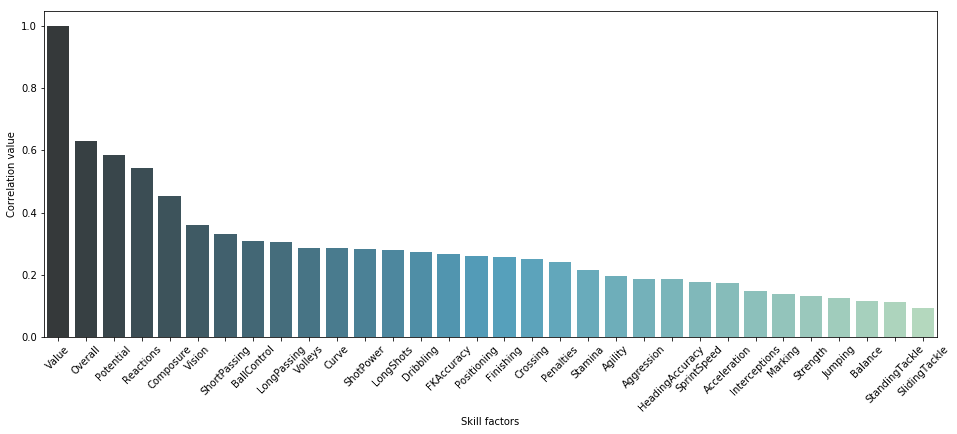 Correlation value
1.0
0.8
0.6
0.4
0.2
0.0
Value
Overall
Potential
Reactions
Composure
Vision
ShortPassing
BallControl
LongPassing
Volleys
Curve
ShotPower
LongShots
Dribbling
FKAccuracy
Positioning
Finishing
Crossing
Penalties
Stamina
Agility
Aggression
HeadingAccuracy
SprintSpeed
Acceleration
Interceptions
Marking
Strength
Jumping
Balance
StandingTackle
SlidingTackle
Skill factors